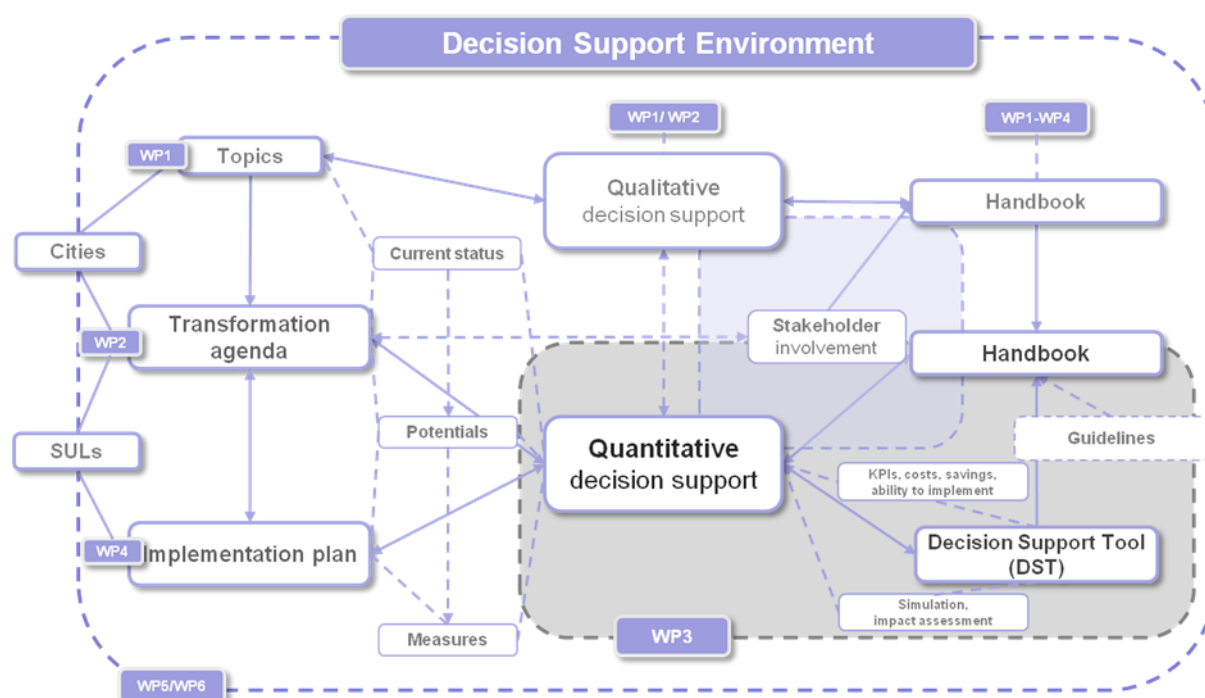 Decision Support Environment
WP1/ WP2
WP1-WP4
WP1
Topics
Qualitative
decision support
Handbook
Cities
Current status
Transformation
agenda
WP2
Stakeholder
involvement
Handbook
SULs
Potentials
Quantitative
decision support
Guidelines
KPIs, costs, savings,
ability to implement
WP4
Implementation plan
Decision Support Tool
(DST)
Simulation,
impact assessment
Measures
WP3
WP5/WP6